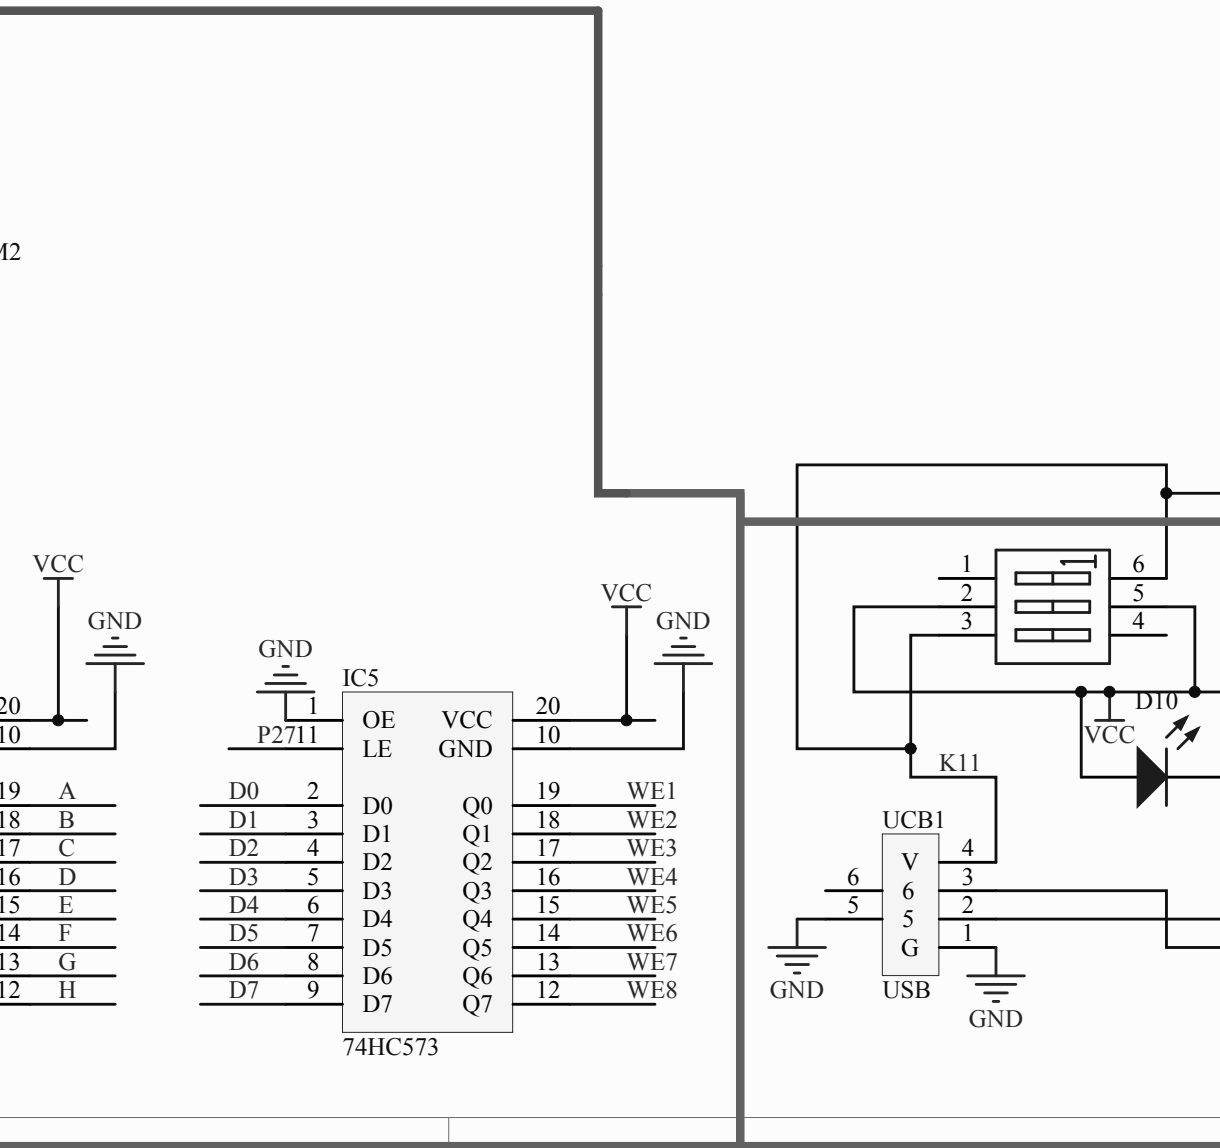 VCC
GND
20
10
19 A
18 B
17 C
16 D
15 E
14 F
13 G
12 H
GND
IC5
VCC
GND
1 OE VCC 20
P2711 LE GND 10
D0 2 D0 Q0 19 WE1
D1 3 D1 Q1 18 WE2
D2 4 D2 Q2 17 WE3
D3 5 D3 Q3 16 WE4
D4 6 D4 Q4 15 WE5
D5 7 D5 Q5 14 WE6
D6 8 D6 Q6 13 WE7
D7 9 D7 Q7 12 WE8
74HC573
1 1 6
2 5
3 4
D10
VCC
K11
UCB1
V 4
6 6 3
5 5 2
G 1
GND USB
GND